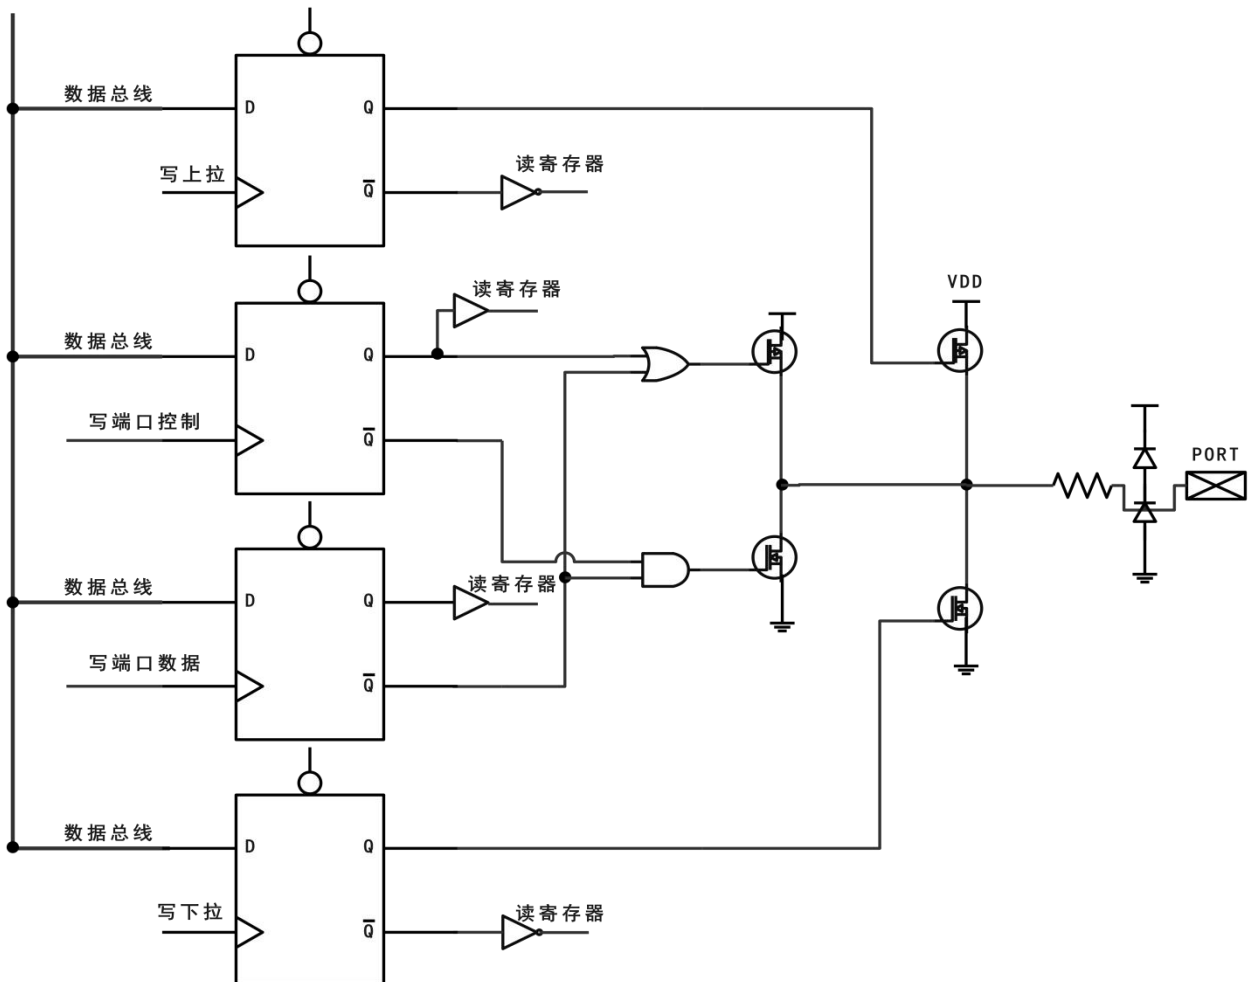 数据总线
D
Q
写上拉
Q
读寄存器
读寄存器
数据总线
D
Q
写端口控制
Q
VDD
PORT
数据总线
D
Q
读寄存器
写端口数据
Q
数据总线
D
Q
写下拉
Q
读寄存器